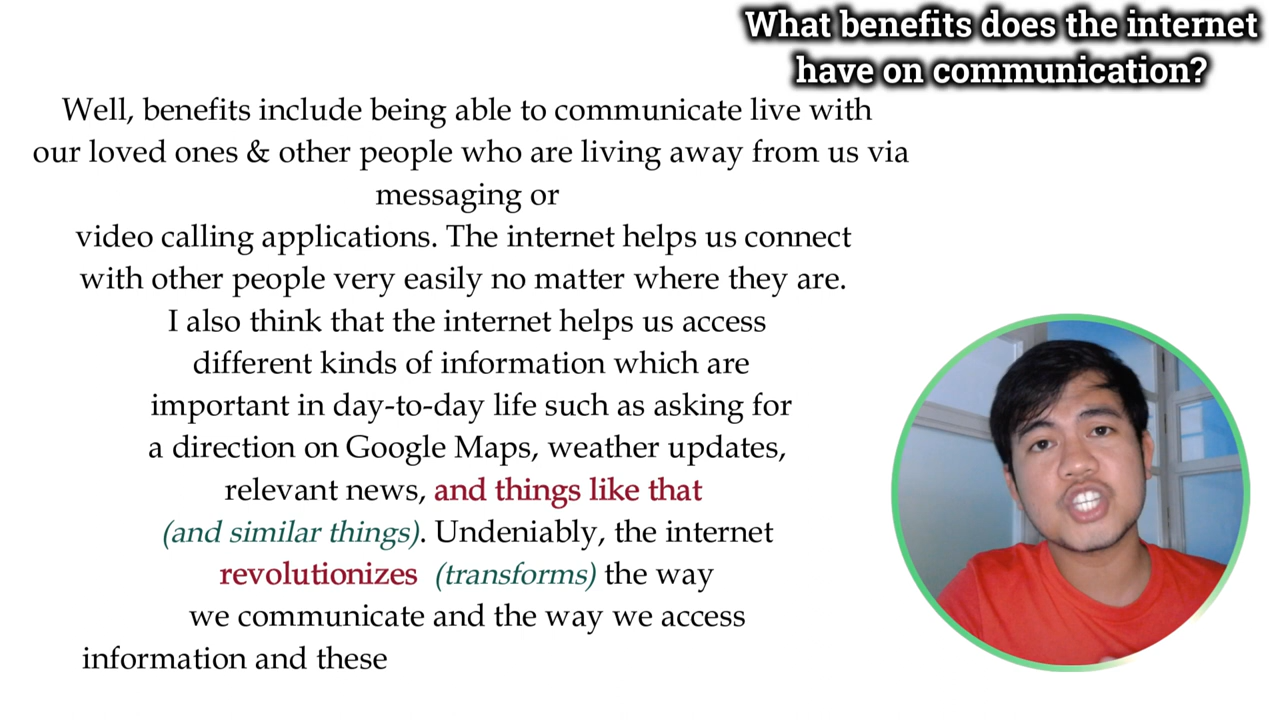 What benefits does the internet
have on communication?
Well, benefits include being able to communicate live with
our loved ones & other people who are living away from us via
messaging or
video calling applications. The internet helps us connect
with other people very easily no matter where they are.
I also think that the internet helps us access
different kinds of information which are
important in day-to-day life such as asking for
a direction on Google Maps, weather updates,
relevant news, and things like that
(and similar things). Undeniably, the internet
revolutionizes (transforms) the way
we communicate and the way we access
information and these